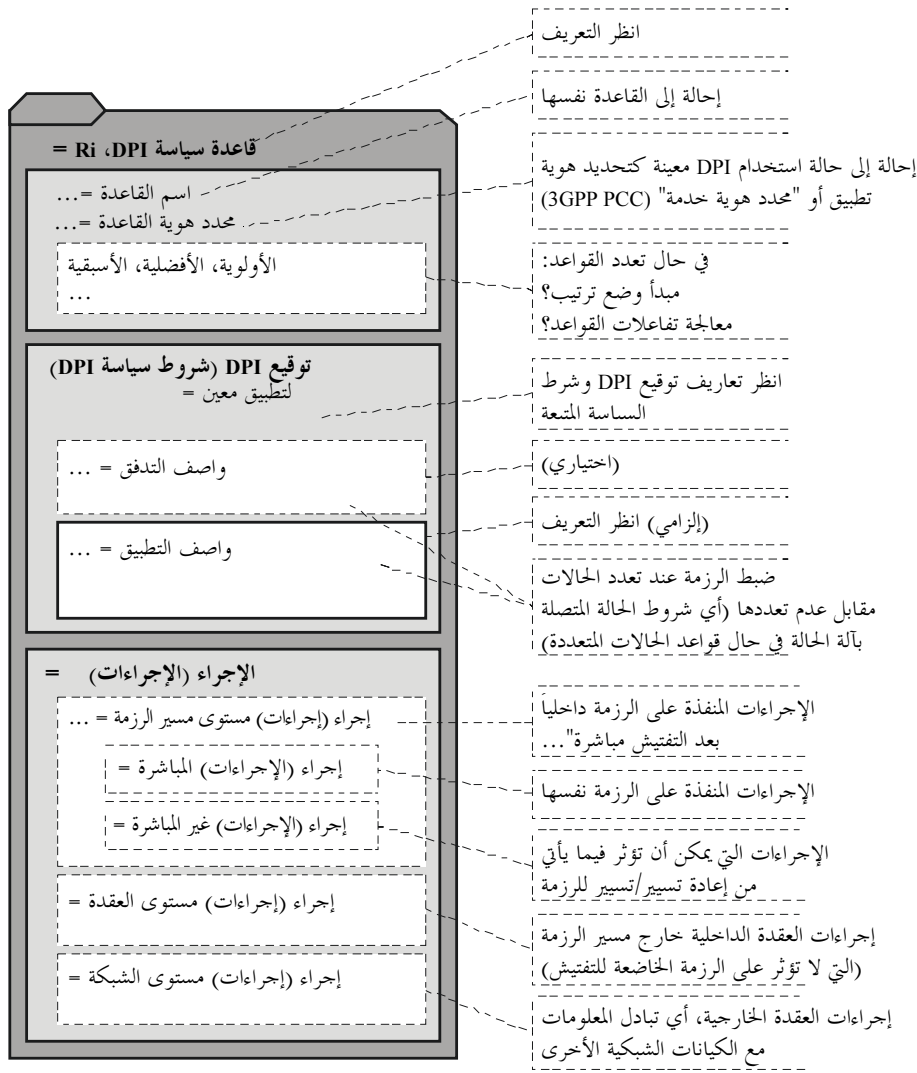 انظر التعريف
إحالة إلى القاعدة نفسها
قاعدة سياسة DPI، Ri =
إحالة إلى حالة استخدام DPI معينة كتحديد هوية
تطبيق أو "محدد هوية خدمة" (3GPP PCC)
اسم القاعدة =...
محدد هوية القاعدة =...
الأولوية، الأفضلية، الأسبقية
...
في حال تعدد القواعد:
مبدأ وضع ترتيب؟
معالجة تفاعلات القواعد؟
توقيع DPI (شروط سياسة DPI)
لتطبيق معين =
انظر تعاريف توقيع DPI وشرط
السياسة المتبعة
واصف التدفق = ...
(اختياري)
واصف التطبيق = ...
(إلزامي) انظر التعريف
ضبط الرزمة عند تعدد الحالات
مقابل عدم تعددها (أي شروط الحالة المتصلة
بآلة الحالة في حال قواعد الحالات المتعددة)
الإجراء (الإجراءات) =
إجراء (إجراءات) مستوى مسير الرزمة = ...
الإجراءات المنفذة على الرزمة داخلياً
بعد التفتيش مباشرة"...
إجراء (الإجراءات) المباشرة =
الإجراءات المنفذة على الرزمة نفسها
إجراء (الإجراءات) غير المباشرة =
الإجراءات التي يمكن أن تؤثر فيما يأتي
من إعادة تسيير/تسيير للرزمة
إجراء (إجراءات) مستوى العقدة =
إجراءات العقدة الداخلية خارج مسير الرزمة
(التي لا تؤثر على الرزمة الخاضعة للتفتيش)
إجراء (إجراءات) مستوى الشبكة =
إجراءات العقدة الخارجية، أي تبادل المعلومات
مع الكيانات الشبكية الأخرى